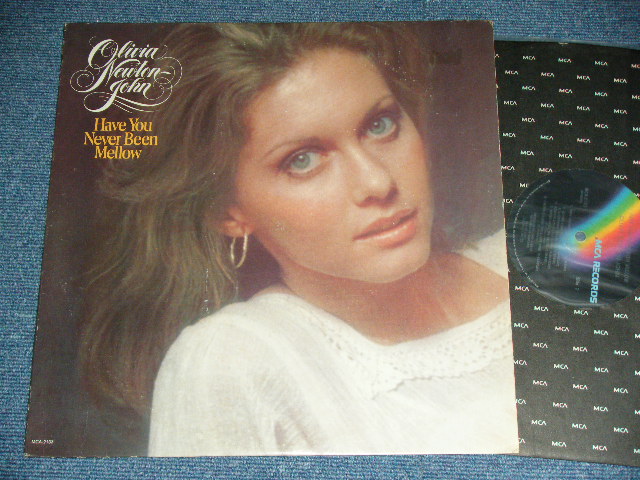 Olivia
Newton-
John
Have You
Never Been
Mellow
MCA RECORDS
MCA